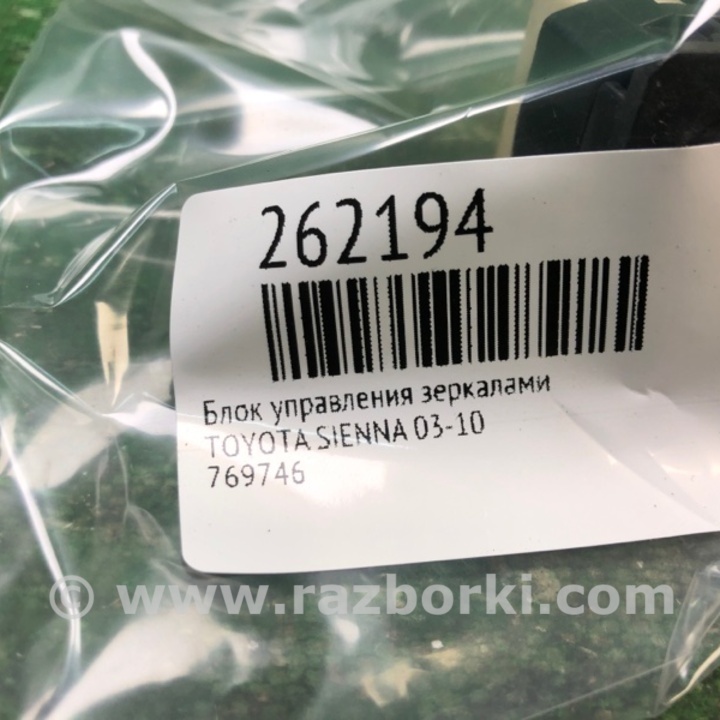 262194
Блок управления зеркалами
TOYOTA SIENNA 03-10
769746
© www.razborki.com